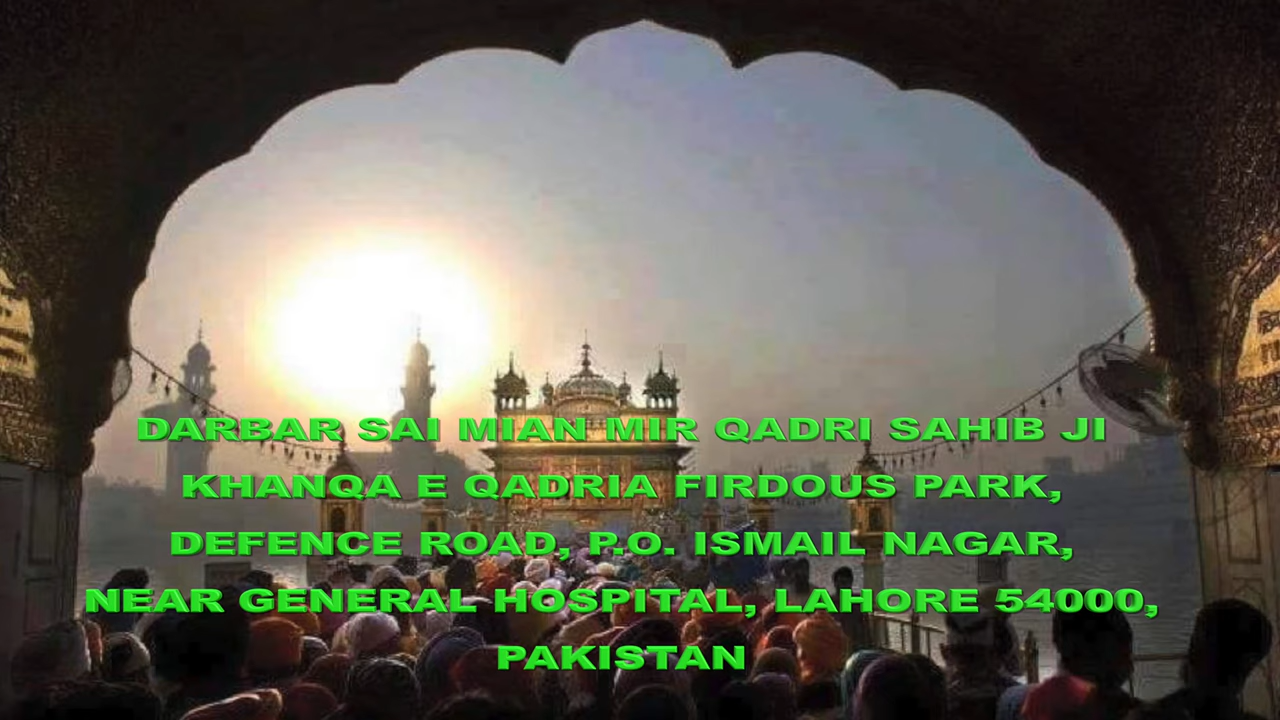 DARBAR SAI MIAN MIR QADRI SAHIB JI
KHANQA E QADRIA FIRDOUS PARK,
DEFENCE ROAD, P.O. ISMAIL NAGAR,
NEAR GENERAL HOSPITAL, LAHORE 54000,
PAKISTAN